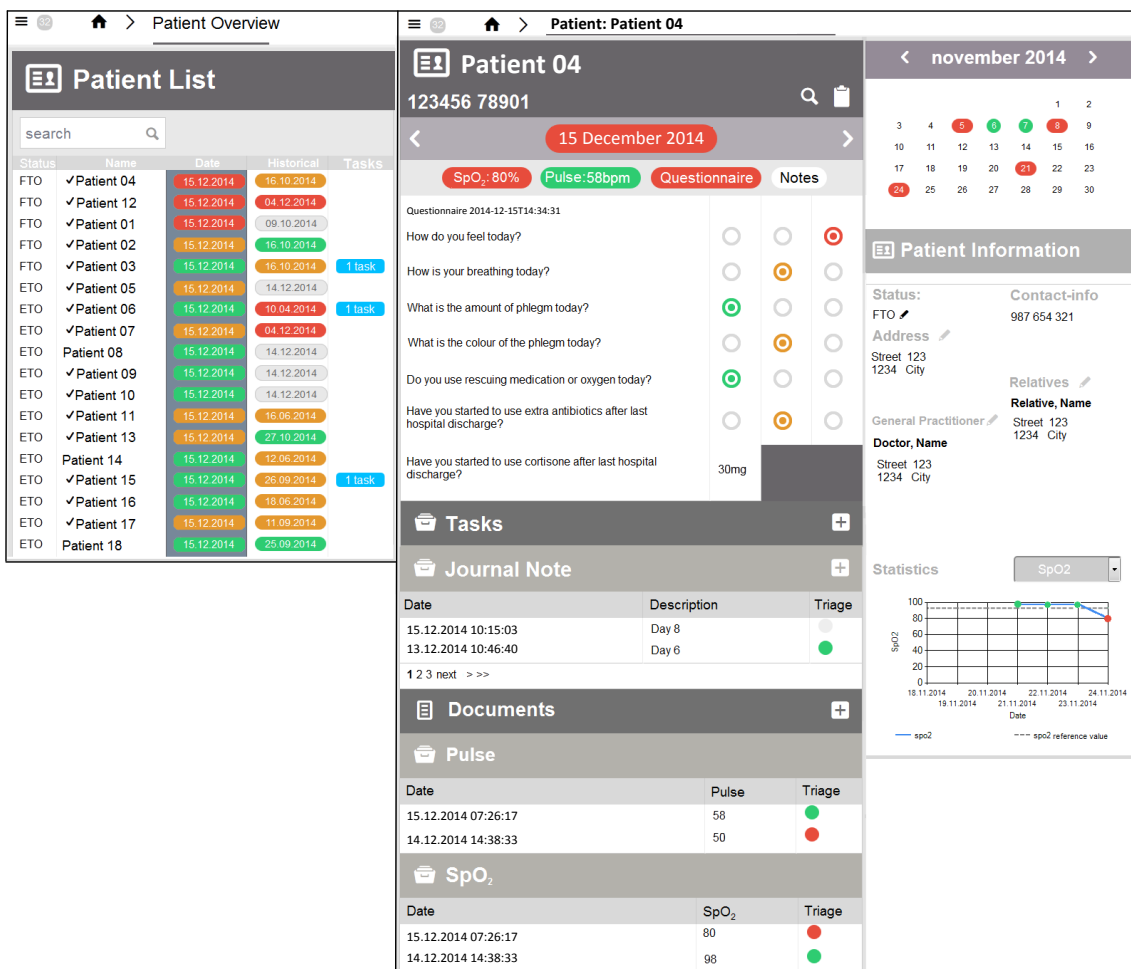 32 > Patient Overview
Patient List
search
Status Name Date Historical Tasks
FTO ✓Patient 04 15.12.2014 16.10.2014
FTO ✓Patient 12 15.12.2014 04.12.2014
FTO ✓Patient 01 15.12.2014 09.10.2014
FTO ✓Patient 02 15.12.2014 16.10.2014
FTO ✓Patient 03 15.12.2014 16.10.2014 1 task
ETO ✓Patient 05 15.12.2014 14.12.2014
ETO ✓Patient 06 15.12.2014 10.04.2014 1 task
ETO ✓Patient 07 15.12.2014 04.12.2014
ETO Patient 08 15.12.2014 14.12.2014
ETO ✓Patient 09 15.12.2014 14.12.2014
ETO ✓Patient 10 15.12.2014 14.12.2014
ETO ✓Patient 11 15.12.2014 16.06.2014
ETO ✓Patient 13 15.12.2014 27.10.2014
ETO Patient 14 15.12.2014 12.06.2014
ETO ✓Patient 15 15.12.2014 26.09.2014 1 task
ETO ✓Patient 16 15.12.2014 18.06.2014
ETO ✓Patient 17 15.12.2014 11.09.2014
ETO Patient 18 15.12.2014 25.09.2014
32 > Patient: Patient 04
Patient 04
123456 78901
< 15 December 2014 >
SpO₂:80% Pulse:58bpm Questionnaire Notes
Questionnaire 2014-12-15T14:34:31
How do you feel today?
How is your breathing today?
What is the amount of phlegm today?
What is the colour of the phlegm today?
Do you use rescuing medication or oxygen today?
Have you started to use extra antibiotics after last
hospital discharge?
Have you started to use cortisone after last hospital
discharge?
30mg
Tasks
Journal Note
Date Description Triage
15.12.2014 10:15:03 Day 8
13.12.2014 10:46:40 Day 6
1 2 3 next > >>
Documents
Pulse
Date Pulse Triage
15.12.2014 07:26:17 58
14.12.2014 14:38:33 50
SpO₂
Date SpO₂ Triage
15.12.2014 07:26:17 80
14.12.2014 14:38:33 98
< november 2014 >
1 2
3 4 5 6 7 8 9
10 11 12 13 14 15 16
17 18 19 20 21 22 23
24 25 26 27 28 29 30
Patient Information
Status: Contact-info
FTO 987 654 321
Address
Street 123
1234 City
Relatives
Relative, Name
Street 123
1234 City
General Practitioner
Doctor, Name
Street 123
1234 City
Statistics SpO2
100
80
60
40
20
0
SpO2
18.11.2014 20.11.2014 22.11.2014 24.11.2014
19.11.2014 21.11.2014 23.11.2014
Date
spo2 spo2 reference value